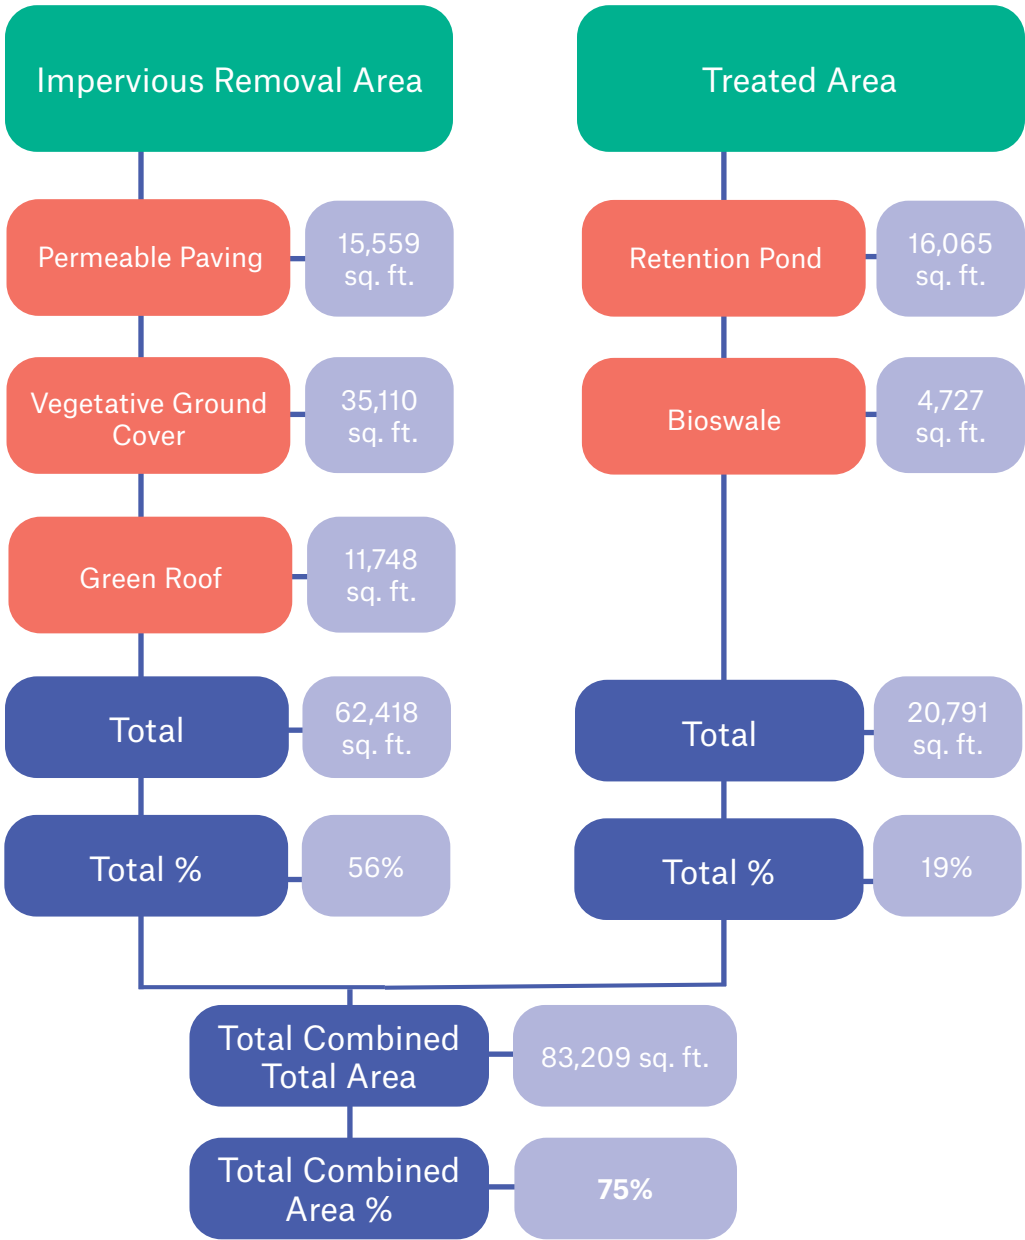 Impervious Removal Area
Permeable Paving
15,559
sq. ft.
Vegetative Ground
Cover
35,110
sq. ft.
Green Roof
11,748
sq. ft.
Total
62,418
sq. ft.
Total %
56%
Treated Area
Retention Pond
16,065
sq. ft.
Bioswale
4,727
sq. ft.
Total
20,791
sq. ft.
Total %
19%
Total Combined
Total Area
83,209 sq. ft.
Total Combined
Area %
75%